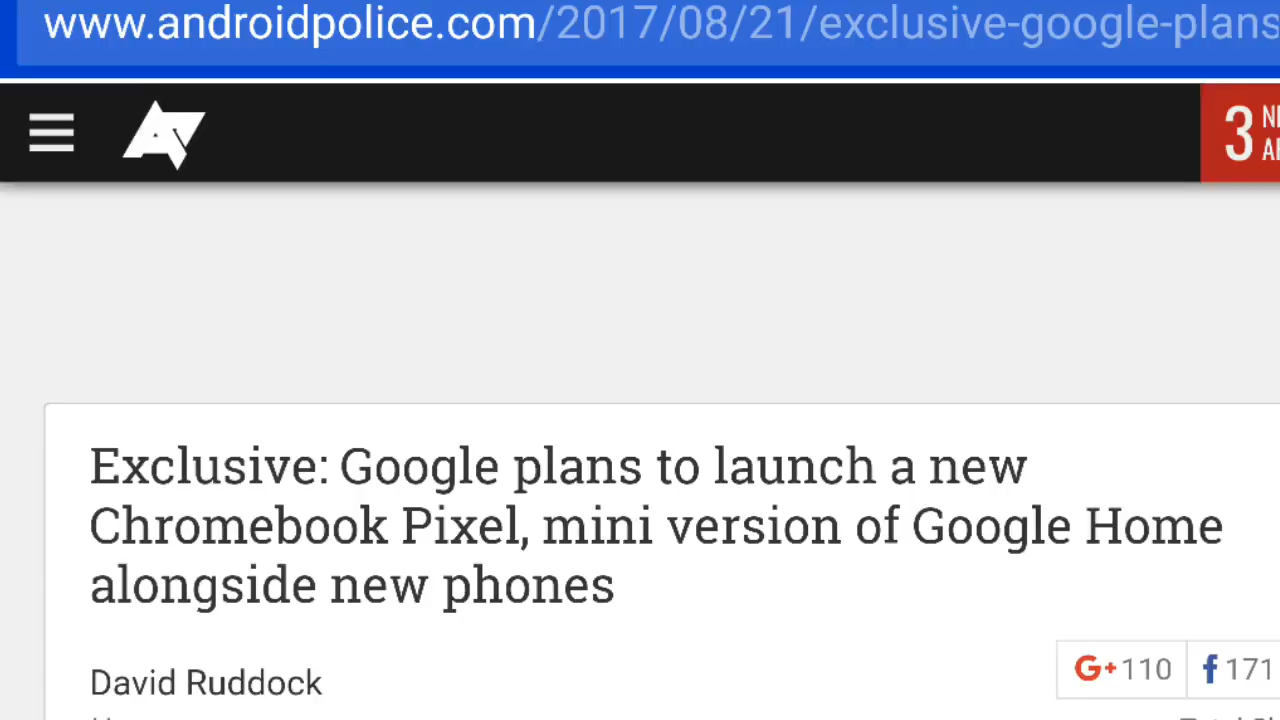 www.androidpolice.com/2017/08/21/exclusive-google-plans
3
Exclusive: Google plans to launch a new
Chromebook Pixel, mini version of Google Home
alongside new phones
David Ruddock
G+ 110
f 171